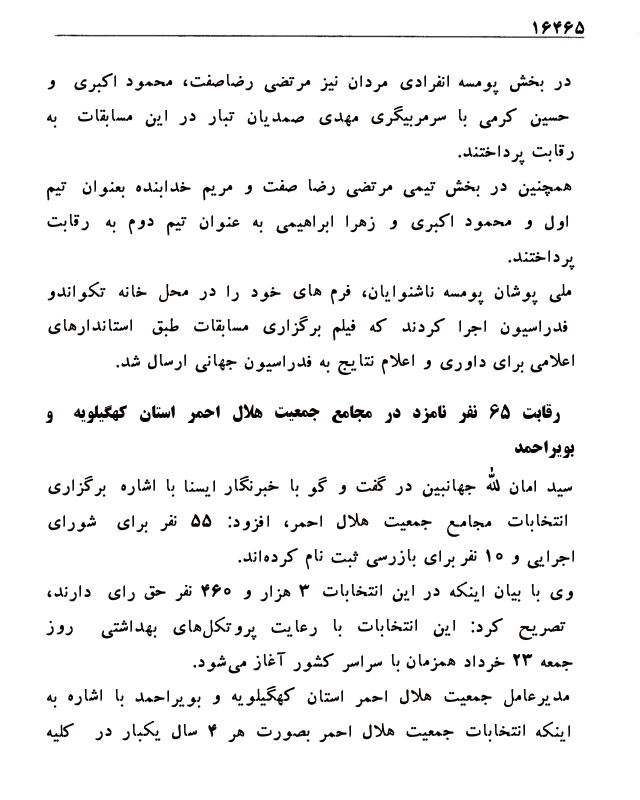 ۱۶۴۶۵
در بخش پومسه انفرادی مردان نیز مرتضی رضاصفت، محمود اکبری و
حسین کرمی با سرمربیگری مهدی صمدیان تبار در این مسابقات به
رقابت پرداختند.
همچنین در بخش تیمی مرتضی رضا صفت و مریم خدابنده بعنوان تیم
اول و محمود اکبری و زهرا ابراهیمی به عنوان تیم دوم به رقابت
پرداختند.
ملی پوشان پومسه ناشنوایان، فرم های خود را در محل خانه تکواندو
فدراسیون اجرا کردند که فیلم برگزاری مسابقات طبق استاندارهای
اعلامی برای داوری و اعلام نتایج به فدراسیون جهانی ارسال شد.
رقابت ۶۵ نفر نامزد در مجامع جمعیت هلال احمر استان کهگیلویه و
بویراحمد
سید امان لله جهانبین در گفت و گو با خبرنگار ایسنا با اشاره برگزاری
انتخابات مجامع جمعیت هلال احمر، افزود: ۵۵ نفر برای شورای
اجرایی و ۱۰ نفر برای بازرسی ثبت نام کرده‌اند.
وی با بیان اینکه در این انتخابات ۳ هزار و ۴۶۰ نفر حق رای دارند،
تصریح کرد: این انتخابات با رعایت پروتکل‌های بهداشتی روز
جمعه ۲۳ خرداد همزمان با سراسر کشور آغاز می‌شود.
مدیرعامل جمعیت هلال احمر استان کهگیلویه و بویراحمد با اشاره به
اینکه انتخابات جمعیت هلال احمر بصورت هر ۴ سال یکبار در کلیه